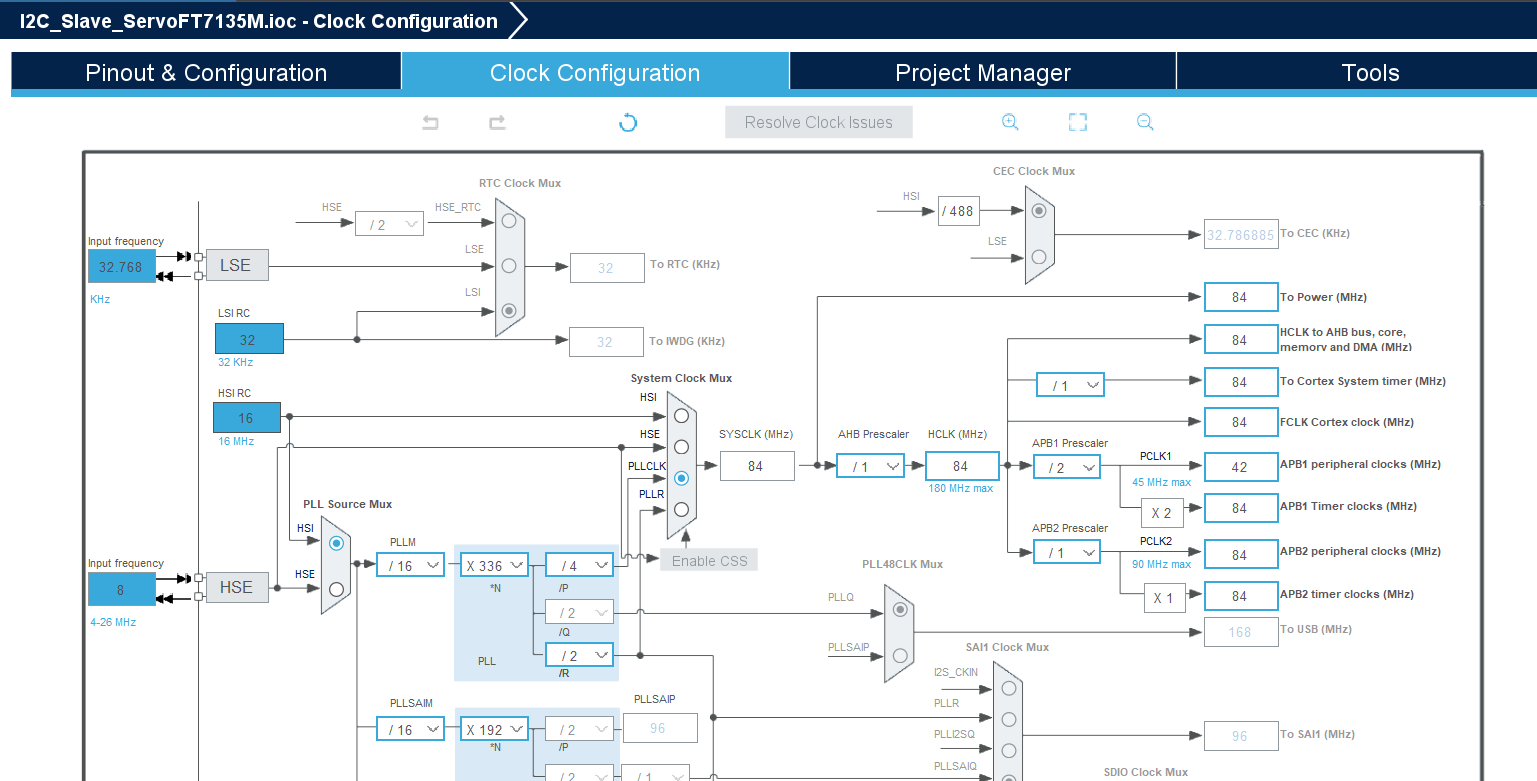 I2C_Slave_ServoFT7135M.ioc - Clock Configuration
Pinout & Configuration
Clock Configuration
Project Manager
Tools
Resolve Clock Issues
RTC Clock Mux
CEC Clock Mux
HSE
/ 2
HSE_RTC
HSI
/ 488
LSE
32.786885
To CEC (KHz)
Input frequency
32.768
KHz
LSE
LSE
32
To RTC (KHz)
LSI
84
To Power (MHz)
LSI RC
32
32 KHz
32
To IWDG (KHz)
84
HCLK to AHB bus, core,
memory and DMA (MHz)
System Clock Mux
HSI RC
16
16 MHz
HSI
HSE
PLLCLK
PLLR
/ 1
84
To Cortex System timer (MHz)
84
FCLK Cortex clock (MHz)
SYSCLK (MHz)
84
AHB Prescaler
/ 1
HCLK (MHz)
84
180 MHz max
APB1 Prescaler
/ 2
PCLK1
45 MHz max
42
APB1 peripheral clocks (MHz)
X 2
84
APB1 Timer clocks (MHz)
PLL Source Mux
HSI
HSE
APB2 Prescaler
/ 1
PCLK2
90 MHz max
84
APB2 peripheral clocks (MHz)
X 1
84
APB2 timer clocks (MHz)
Input frequency
8
4-26 MHz
HSE
PLLM
/ 16
X 336
*N
/ 4
/P
/ 2
/Q
/ 2
/R
PLL
Enable CSS
PLL48CLK Mux
PLLQ
PLLSAIP
168
To USB (MHz)
SAI1 Clock Mux
I2S_CKIN
PLLR
PLLI2SQ
PLLSAIQ
96
To SAI1 (MHz)
PLLSAIM
/ 16
X 192
*N
/ 2
/P
PLLSAIP
96
/ 2
/ 1
SDIO Clock Mux